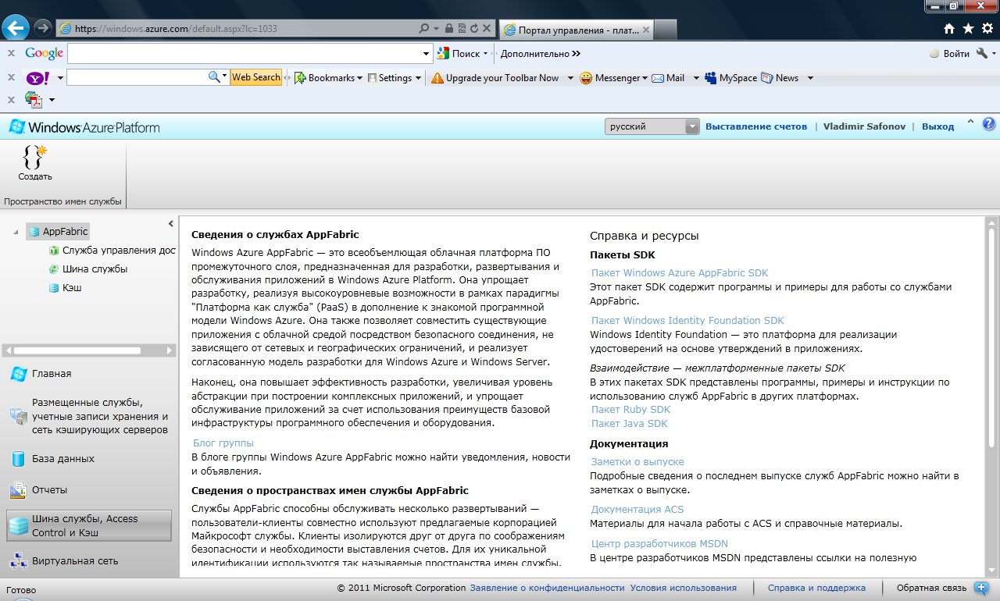 https://windows.azure.com/default.aspx?lc=1033
Портал управления - плат...
Google
Поиск
Дополнительно
Войти
Y!
Web Search
Bookmarks
Settings
Upgrade your Toolbar Now
Messenger
Mail
MySpace
News
Windows Azure Platform
русский
Выставление счетов | Vladimir Safonov | Выход
Создать
Пространство имен службы
AppFabric
Служба управления дос
Шина службы
Кэш
Главная
Размещенные службы,
учетные записи хранения и
сеть кэширующих серверов
База данных
Отчеты
Шина службы, Access
Control и Кэш
Виртуальная сеть
Сведения о службах AppFabric
Windows Azure AppFabric — это всеобъемлющая облачная платформа ПО
промежуточного слоя, предназначенная для разработки, развертывания и
обслуживания приложений в Windows Azure Platform. Она упрощает
разработку, реализуя высокоуровневые возможности в рамках парадигмы
"Платформа как служба" (PaaS) в дополнение к знакомой программной
модели Windows Azure. Она также позволяет совместить существующие
приложения с облачной средой посредством безопасного соединения, не
зависящего от сетевых и географических ограничений, и реализует
согласованную модель разработки для Windows Azure и Windows Server.
Наконец, она повышает эффективность разработки, увеличивая уровень
абстракции при построении комплексных приложений, и упрощает
обслуживание приложений за счет использования преимуществ базовой
инфраструктуры программного обеспечения и оборудования.
Блог группы
В блоге группы Windows Azure AppFabric можно найти уведомления, новости
и объявления.
Сведения о пространствах имен службы AppFabric
Службы AppFabric способны обслуживать несколько развертываний —
пользователи-клиенты совместно используют предлагаемые корпорацией
Майкрософт службы. Клиенты изолируются друг от друга по соображениям
безопасности и необходимости выставления счетов. Для их уникальной
идентификации используются так называемые пространства имен службы.
Справка и ресурсы
Пакеты SDK
Пакет Windows Azure AppFabric SDK
Этот пакет SDK содержит программы и примеры для работы со службами
AppFabric.
Пакет Windows Identity Foundation SDK
Windows Identity Foundation — это платформа для реализации
удостоверений на основе утверждений в приложениях.
Взаимодействие — межплатформенные пакеты SDK
В этих пакетах SDK представлены программы, примеры и инструкции по
использованию служб AppFabric в других платформах.
Пакет Ruby SDK
Пакет Java SDK
Документация
Заметки о выпуске
Подробные сведения о последнем выпуске служб AppFabric можно найти в
заметках о выпуске.
Документация ACS
Материалы для начала работы с ACS и справочные материалы.
Центр разработчиков MSDN
В центре разработчиков MSDN представлены ссылки на полезную
Готово
© 2011 Microsoft Corporation Заявление о конфиденциальности Условия использования
Справка и поддержка
Обратная связь